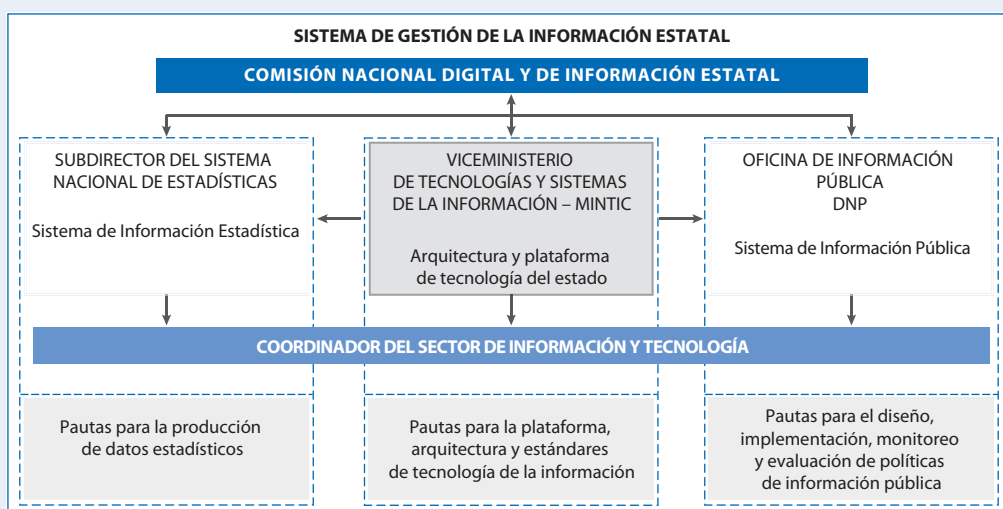 SISTEMA DE GESTIÓN DE LA INFORMACIÓN ESTATAL
COMISIÓN NACIONAL DIGITAL Y DE INFORMACIÓN ESTATAL
SUBDIRECTOR DEL SISTEMA
NACIONAL DE ESTADÍSTICAS
Sistema de Información Estadística
VICEMINISTERIO
DE TECNOLOGÍAS Y SISTEMAS
DE LA INFORMACIÓN – MINTIC
Arquitectura y plataforma
de tecnología del estado
OFICINA DE INFORMACIÓN
PÚBLICA
DNP
Sistema de Información Pública
COORDINADOR DEL SECTOR DE INFORMACIÓN Y TECNOLOGÍA
Pautas para la producción
de datos estadísticos
Pautas para la plataforma,
arquitectura y estándares
de tecnología de la información
Pautas para el diseño,
implementación, monitoreo
y evaluación de políticas
de información pública